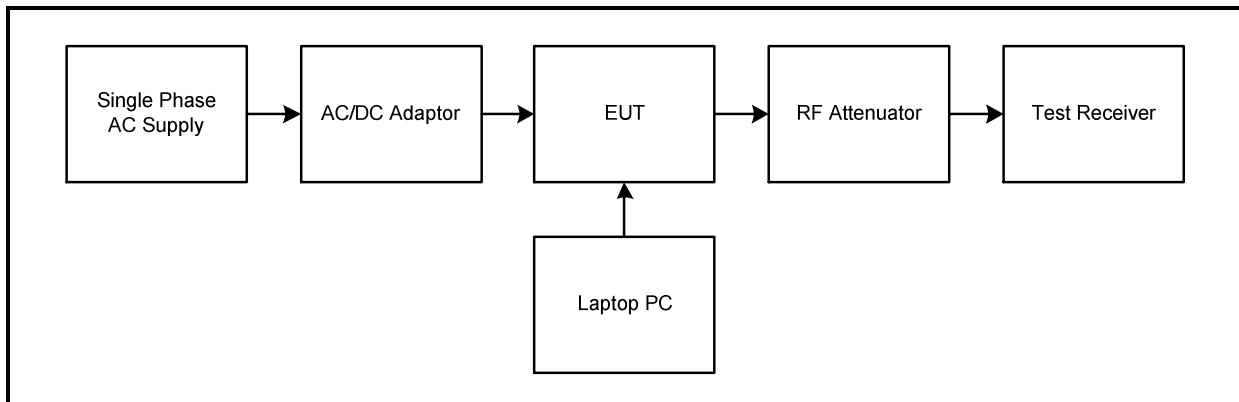 Single Phase
AC Supply
AC/DC Adaptor
EUT
RF Attenuator
Test Receiver
Laptop PC